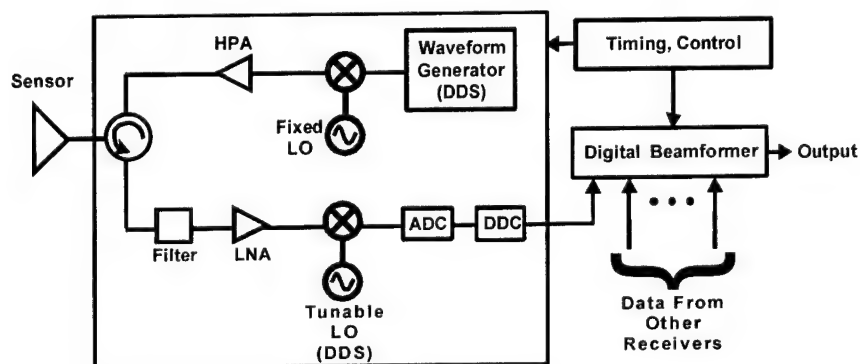 HPA
Waveform
Generator
(DDS)
Timing, Control
Sensor
Fixed
LO
Digital Beamformer
Output
Filter
LNA
ADC
DDC
Tunable
LO
(DDS)
Data From
Other
Receivers